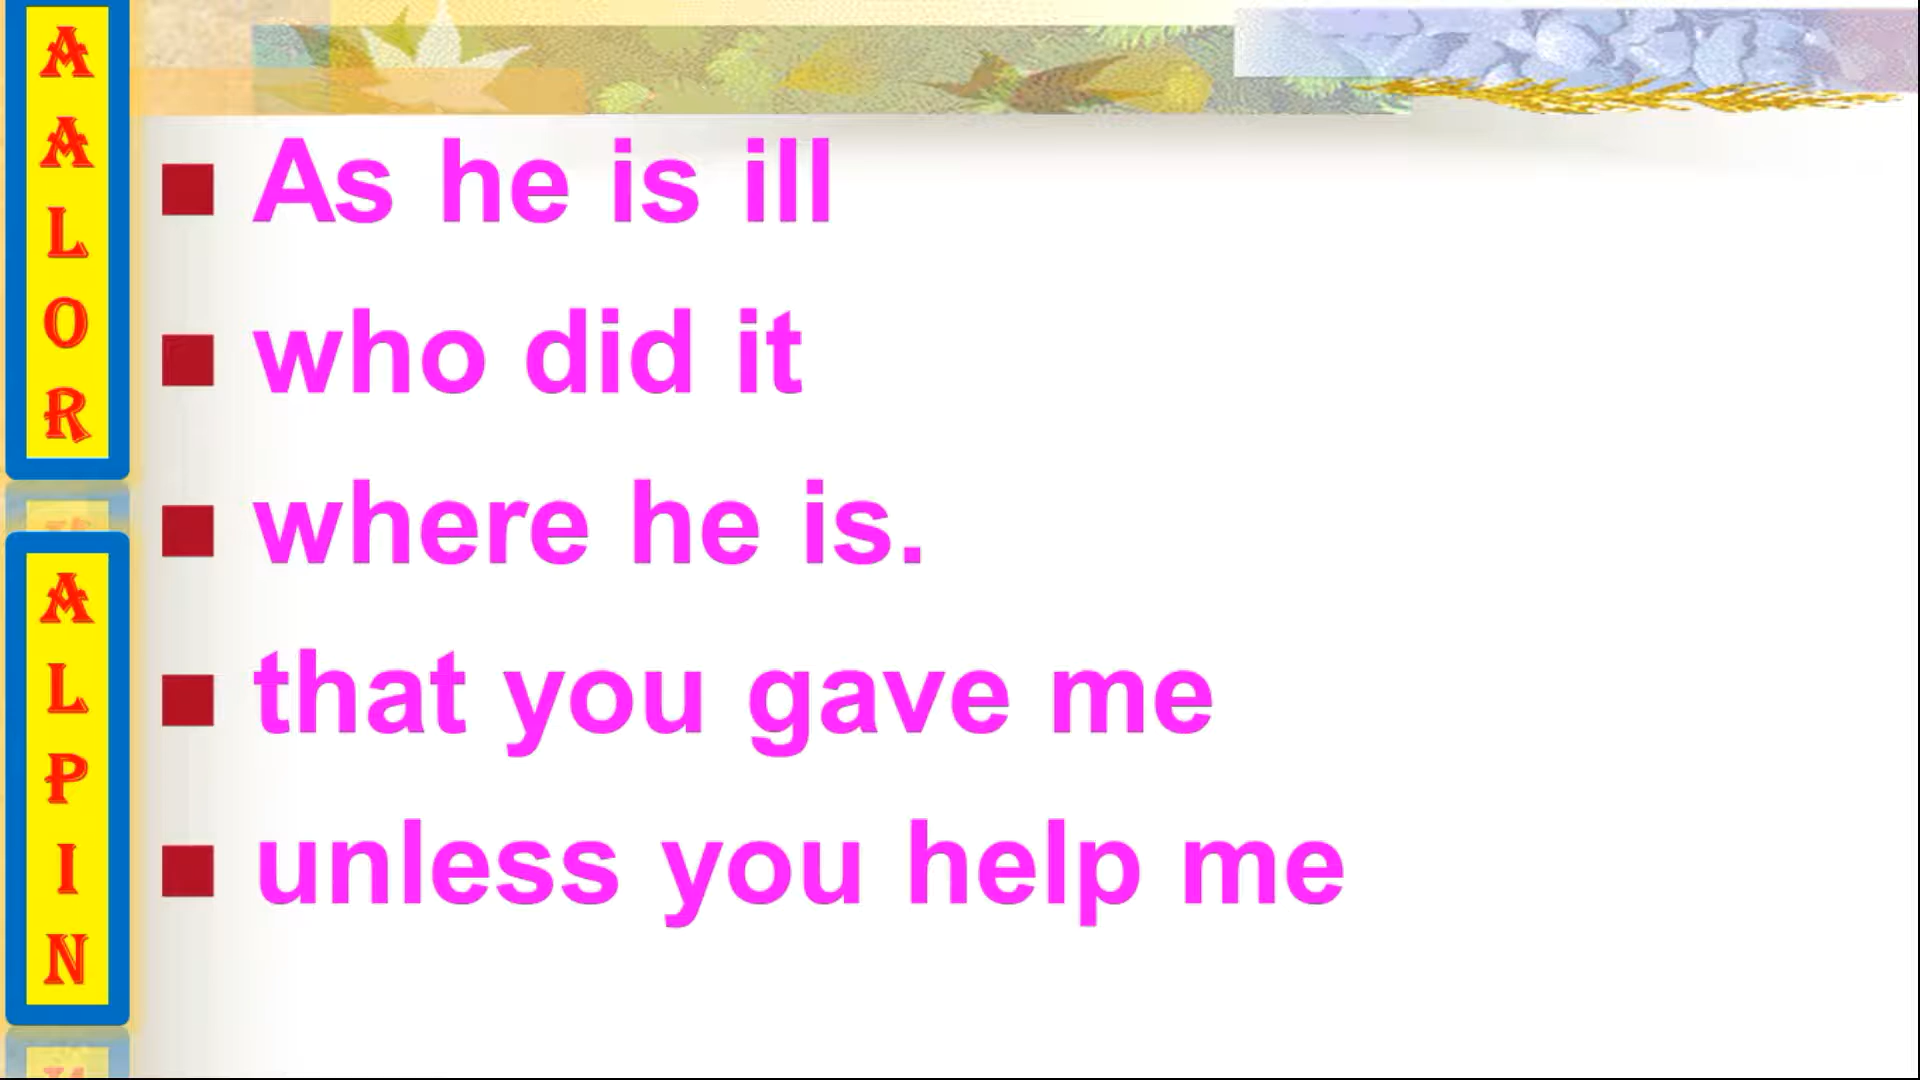 AALOR
ALPIN
As he is ill
who did it
where he is.
that you gave me
unless you help me